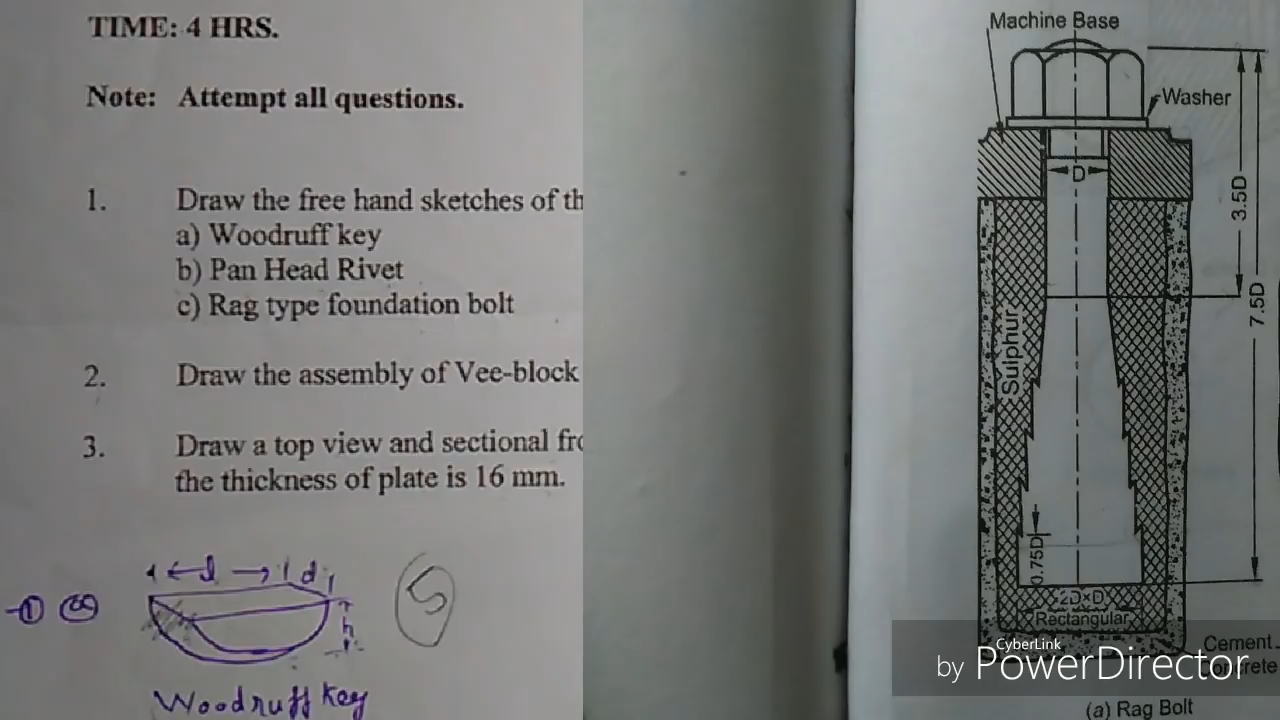 TIME: 4 HRS.
Note: Attempt all questions.
1. Draw the free hand sketches of th
a) Woodruff key
b) Pan Head Rivet
c) Rag type foundation bolt
2. Draw the assembly of Vee-block
3. Draw a top view and sectional fro
the thickness of plate is 16 mm.
l d
h
5
Woodruff key
Machine Base
Washer
D
3.5D
7.5D
Sulphur
0.75D
2D×D
Rectangular
Cement
Concrete
(a) Rag Bolt
CyberLink
by PowerDirector